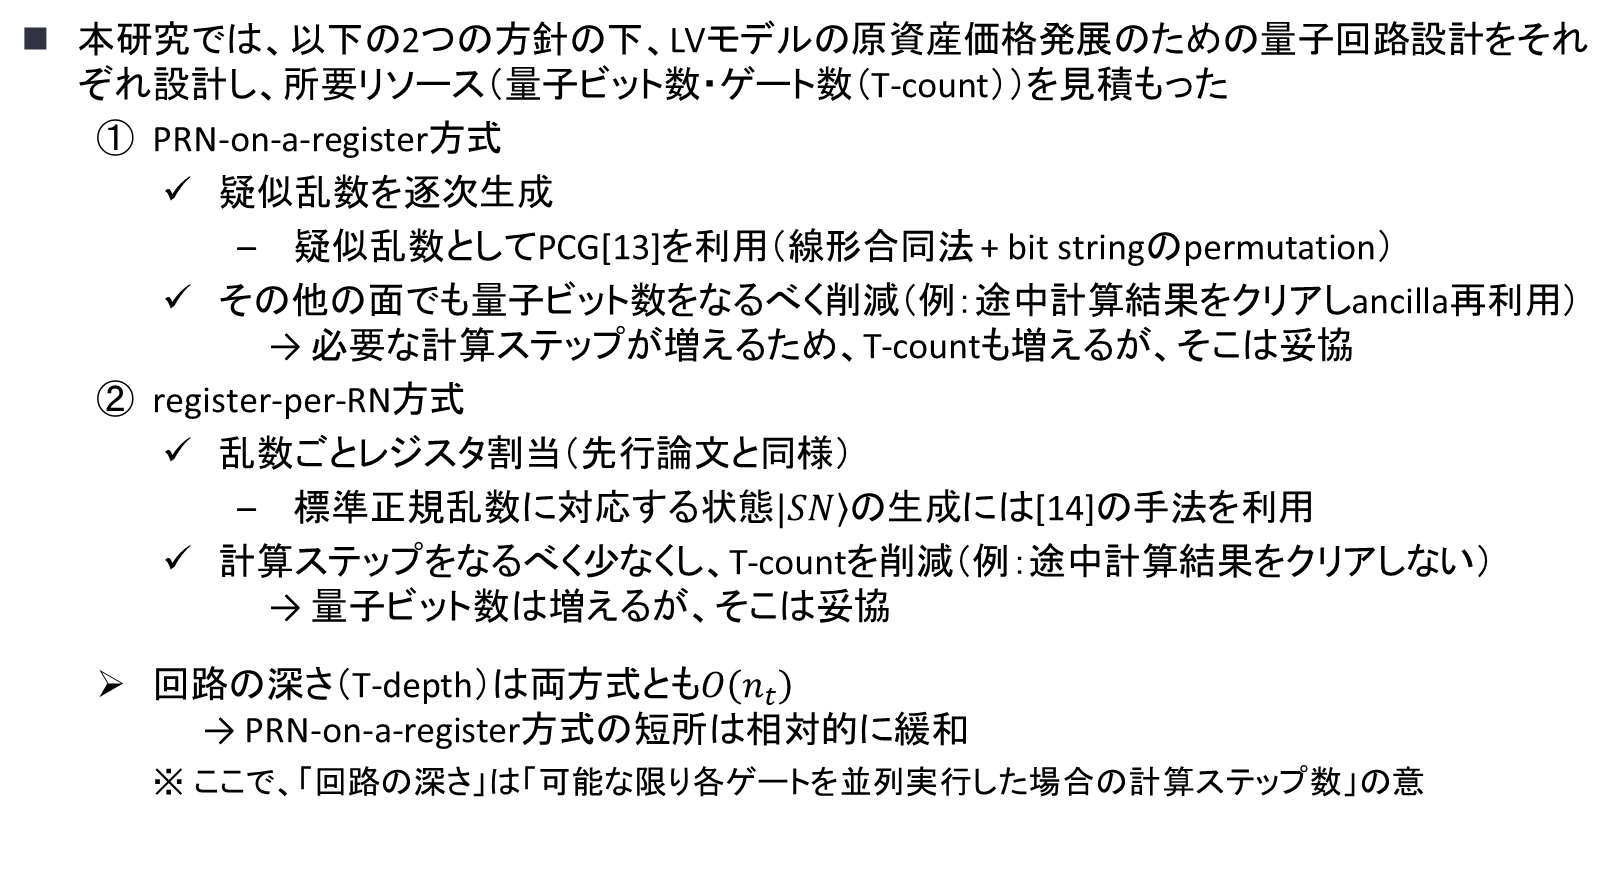 ■ 本研究では、以下の2つの方針の下、LVモデルの原資産価格発展のための量子回路設計をそれ
ぞれ設計し、所要リソース（量子ビット数・ゲート数（T-count））を見積もった
① PRN-on-a-register方式
✓ 疑似乱数を逐次生成
– 疑似乱数としてPCG[13]を利用（線形合同法 + bit stringのpermutation）
✓ その他の面でも量子ビット数をなるべく削減（例：途中計算結果をクリアしancilla再利用）
→ 必要な計算ステップが増えるため、T-countも増えるが、そこは妥協
② register-per-RN方式
✓ 乱数ごとレジスタ割当（先行論文と同様）
– 標準正規乱数に対応する状態|SN⟩の生成には[14]の手法を利用
✓ 計算ステップをなるべく少なくし、T-countを削減（例：途中計算結果をクリアしない）
→ 量子ビット数は増えるが、そこは妥協
➢ 回路の深さ（T-depth）は両方式ともO(n_t)
→ PRN-on-a-register方式の短所は相対的に緩和
※ ここで、「回路の深さ」は「可能な限り各ゲートを並列実行した場合の計算ステップ数」の意